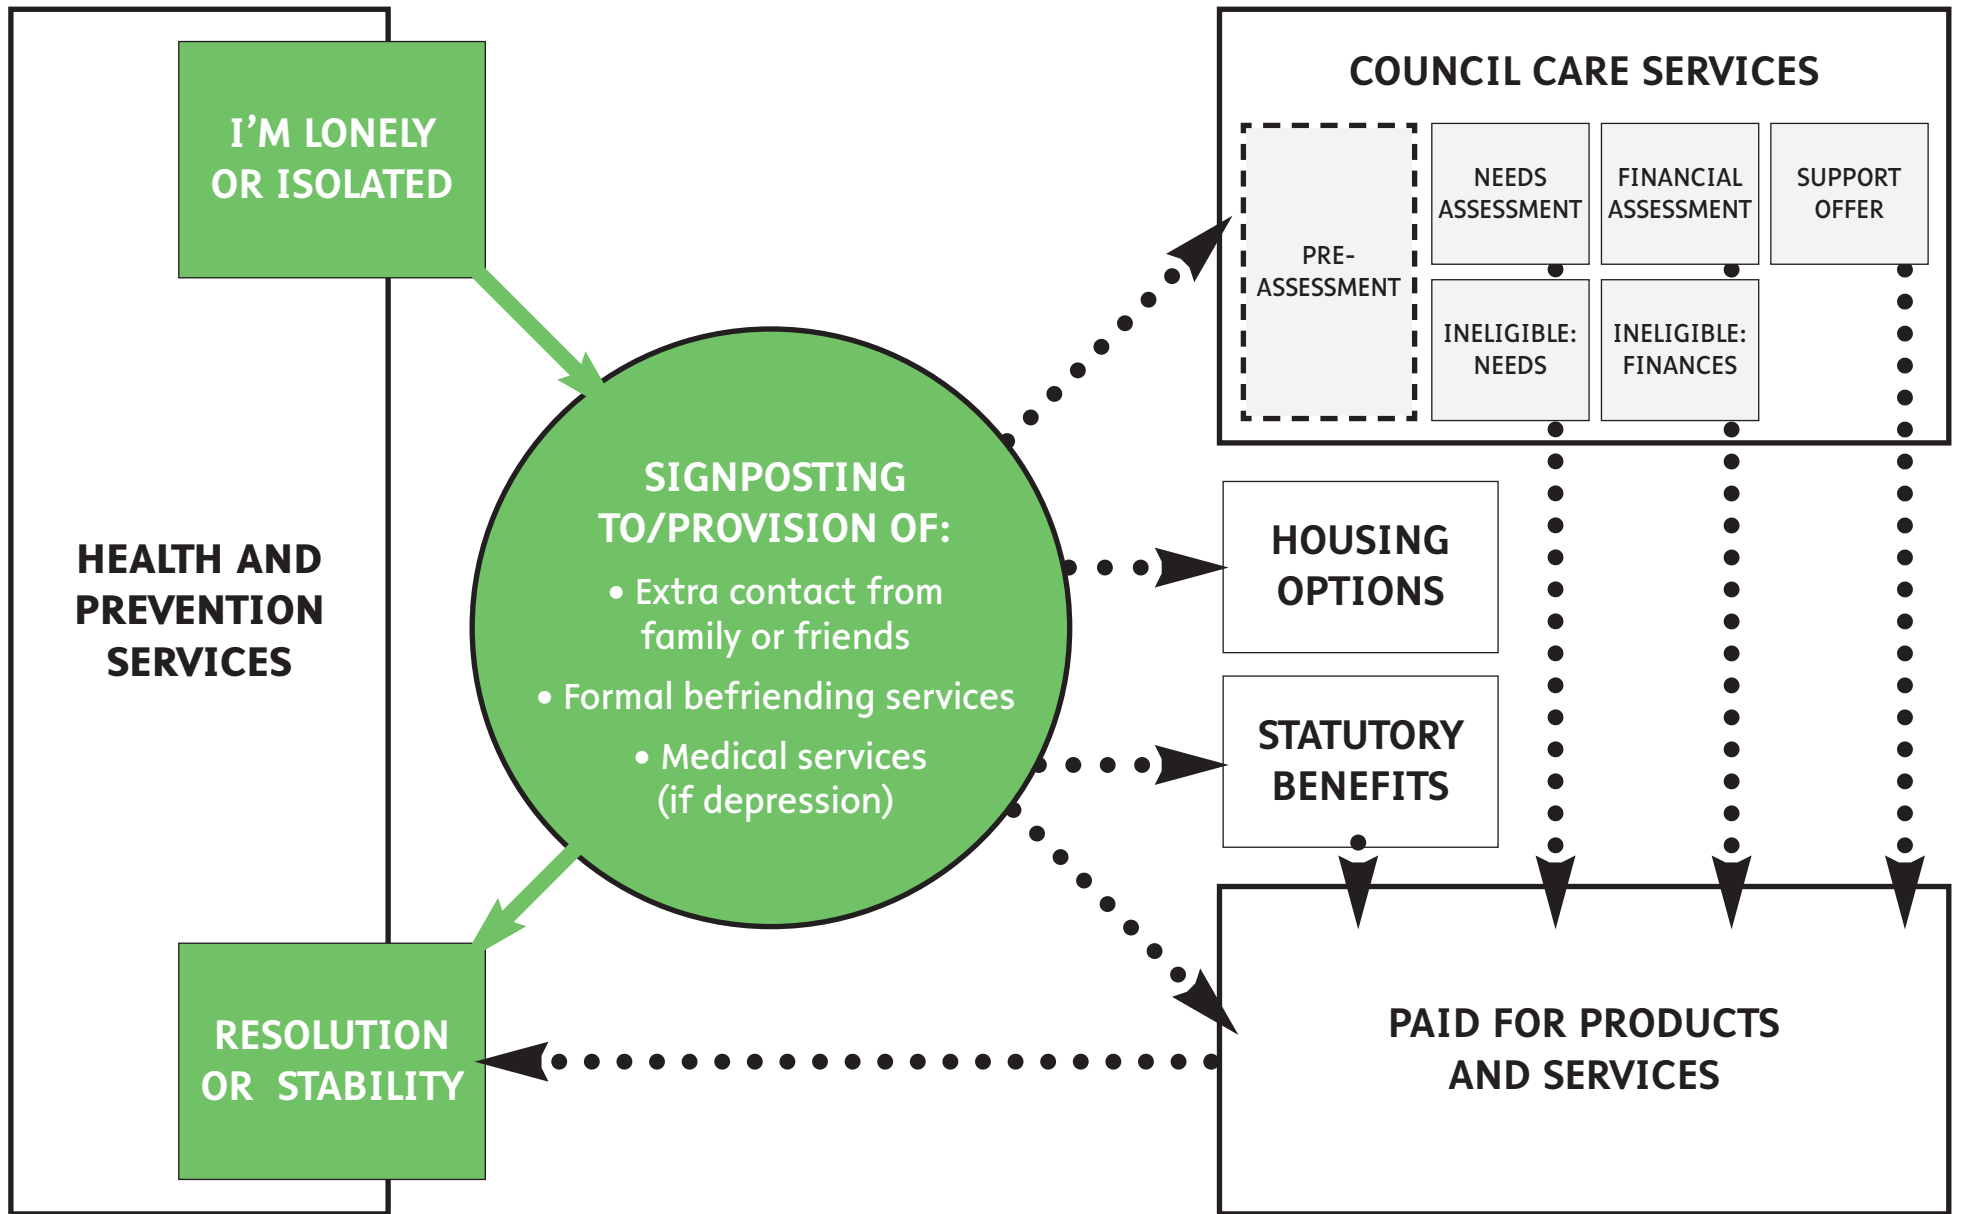 I’M LONELY
OR ISOLATED
HEALTH AND
PREVENTION
SERVICES
SIGNPOSTING
TO/PROVISION OF:
• Extra contact from
family or friends
• Formal befriending services
• Medical services
(if depression)
RESOLUTION
OR STABILITY
COUNCIL CARE SERVICES
PRE-
ASSESSMENT
NEEDS
ASSESSMENT
FINANCIAL
ASSESSMENT
SUPPORT
OFFER
INELIGIBLE:
NEEDS
INELIGIBLE:
FINANCES
HOUSING
OPTIONS
STATUTORY
BENEFITS
PAID FOR PRODUCTS
AND SERVICES